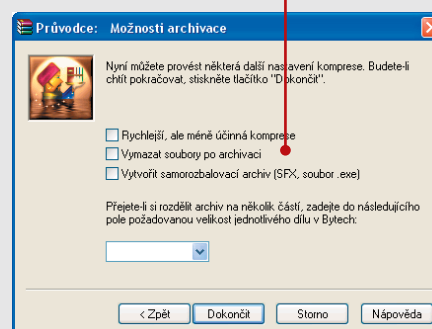 Průvodce: Možnosti archivace
Nyní můžete provést některá další nastavení komprese. Budete-li
chtít pokračovat, stiskněte tlačítko "Dokončit".
Rychlejší, ale méně účinná komprese
Vymazat soubory po archivaci
Vytvořit samorozbalovací archiv (SFX, soubor .exe)
Přejete-li si rozdělit archiv na několik částí, zadejte do následujícího
pole požadovanou velikost jednotlivého dílu v Bytech:
< Zpět Dokončit Storno Nápověda